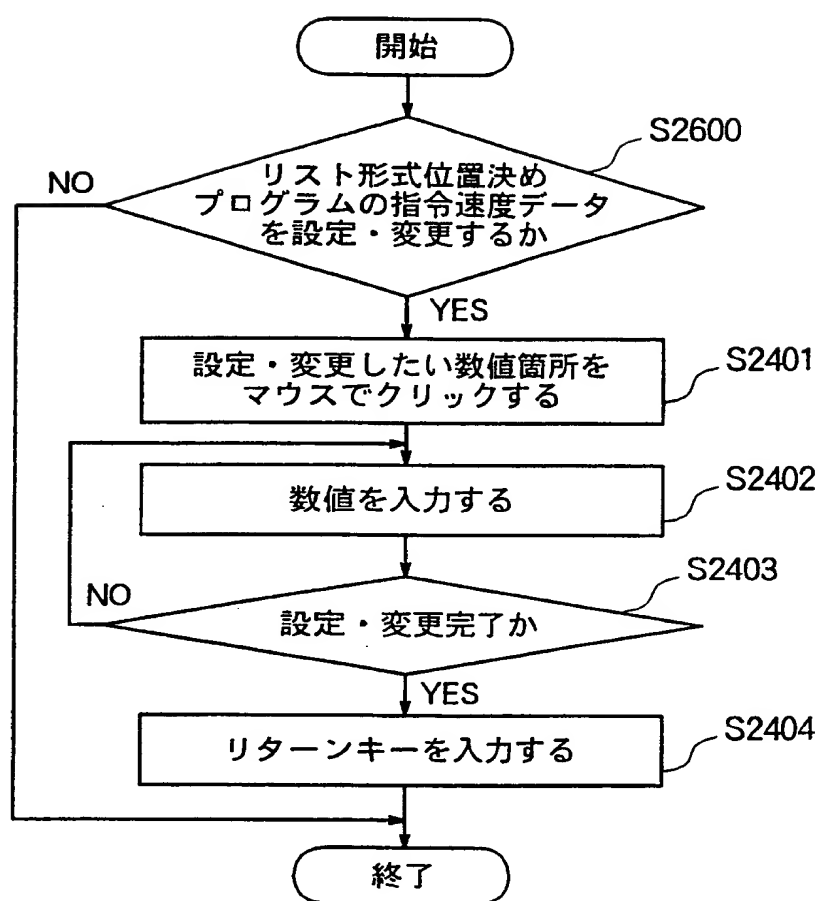 開始
S2600
リスト形式位置決め
プログラムの指令速度データ
を設定・変更するか
NO
YES
設定・変更したい数値箇所を
マウスでクリックする
S2401
数値を入力する
S2402
設定・変更完了か
S2403
NO
YES
リターンキーを入力する
S2404
終了